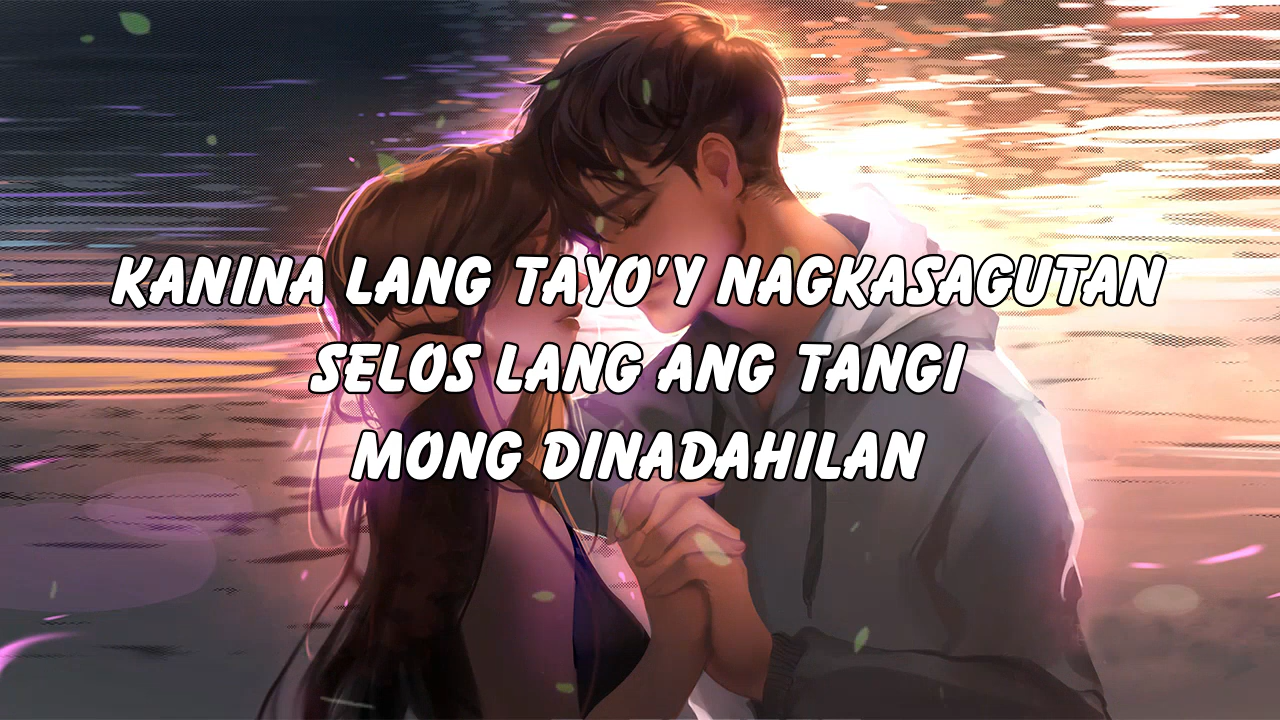 KANINA LANG TAYO'Y NAGKASAGUTAN
SELOS LANG ANG TANGI
MONG DINADAHILAN